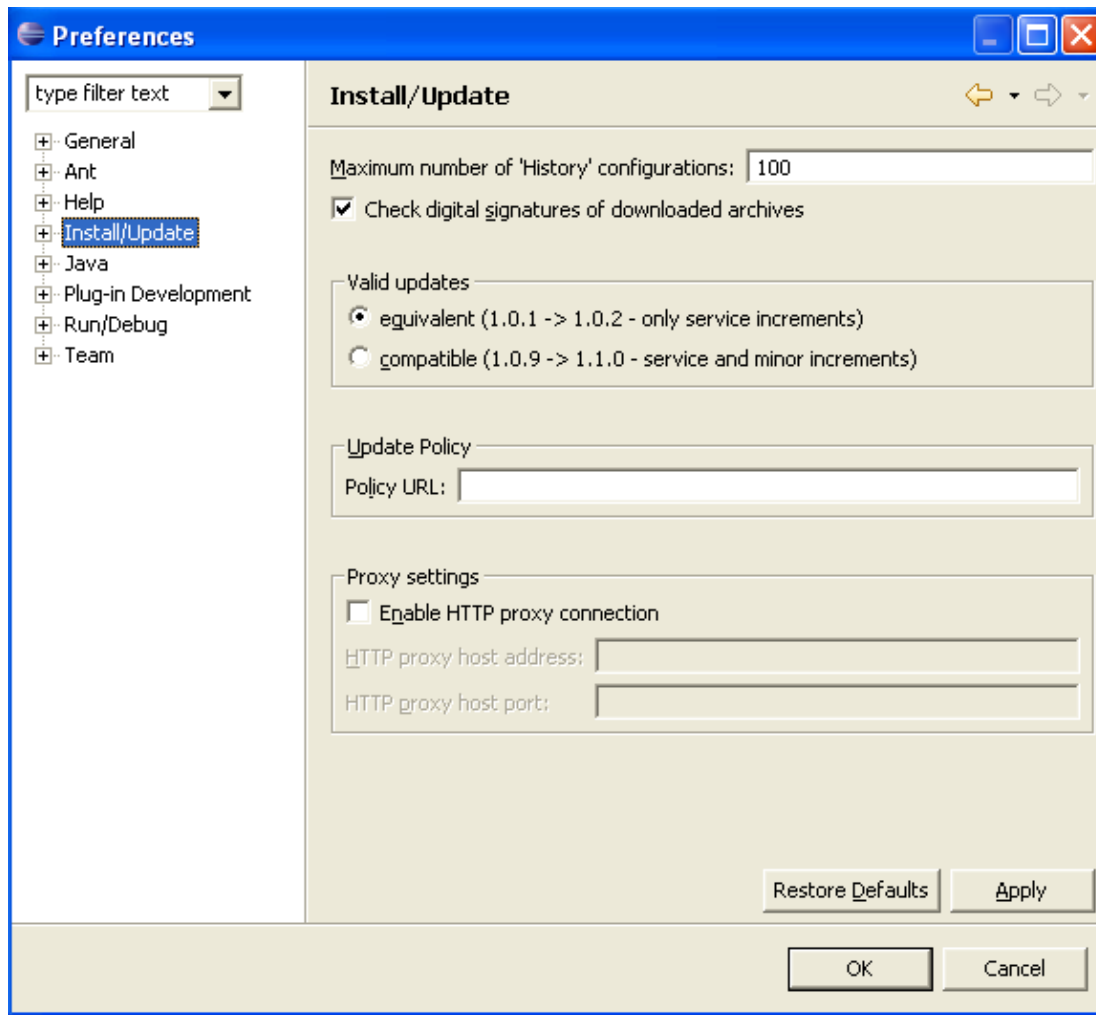 Preferences
type filter text
General
Ant
Help
Install/Update
Java
Plug-in Development
Run/Debug
Team
Install/Update
Maximum number of 'History' configurations: 100
Check digital signatures of downloaded archives
Valid updates
equivalent (1.0.1 -> 1.0.2 - only service increments)
compatible (1.0.9 -> 1.1.0 - service and minor increments)
Update Policy
Policy URL:
Proxy settings
Enable HTTP proxy connection
HTTP proxy host address:
HTTP proxy host port:
Restore Defaults Apply
OK Cancel